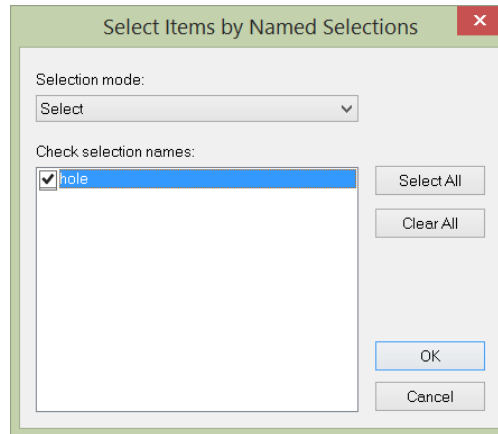 Select Items by Named Selections
Selection mode:
Select
Check selection names:
hole
Select All
Clear All
OK
Cancel